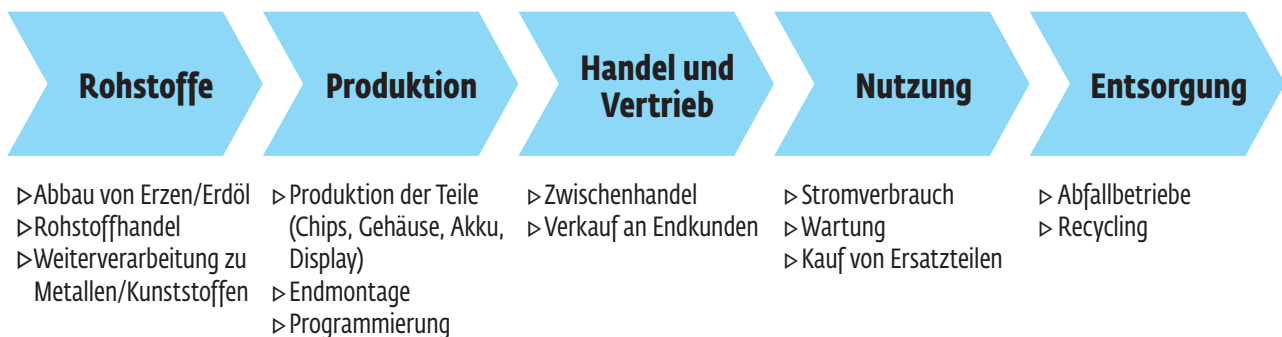 Rohstoffe
▷Abbau von Erzen/Erdöl
▷Rohstoffhandel
▷Weiterverarbeitung zu
Metallen/Kunststoffen
Produktion
▷Produktion der Teile
(Chips, Gehäuse, Akku,
Display)
▷Endmontage
▷Programmierung
Handel und
Vertrieb
▷Zwischenhandel
▷Verkauf an Endkunden
Nutzung
▷Stromverbrauch
▷Wartung
▷Kauf von Ersatzteilen
Entsorgung
▷Abfallbetriebe
▷Recycling